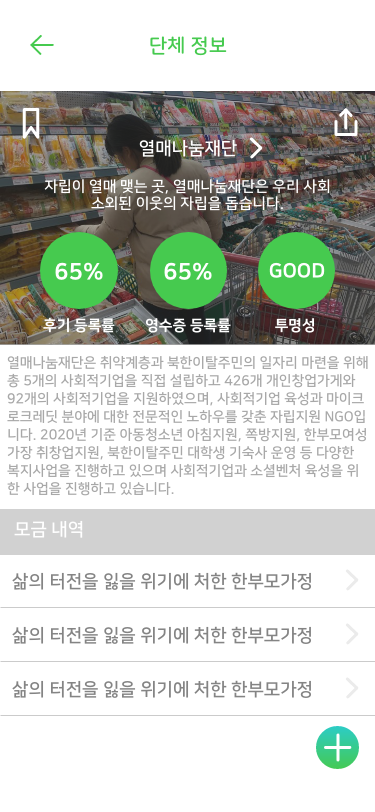 단체 정보
열매나눔재단
자립이 열매 맺는 곳, 열매나눔재단은 우리 사회
소외된 이웃의 자립을 돕습니다.
65% 65% GOOD
후기 등록률 영수증 등록률 투명성
열매나눔재단은 취약계층과 북한이탈주민의 일자리 마련을 위해
총 5개의 사회적기업을 직접 설립하고 426개 개인창업가게와
92개의 사회적기업을 지원하였으며, 사회적기업 육성과 마이크
로크레딧 분야에 대한 전문적인 노하우를 갖춘 자립지원 NGO입
니다. 2020년 기준 아동청소년 아침지원, 쪽방지원, 한부모여성
가장 취창업지원, 북한이탈주민 대학생 기숙사 운영 등 다양한
복지사업을 진행하고 있으며 사회적기업과 소셜벤처 육성을 위
한 사업을 진행하고 있습니다.
모금 내역
삶의 터전을 잃을 위기에 처한 한부모가정
삶의 터전을 잃을 위기에 처한 한부모가정
삶의 터전을 잃을 위기에 처한 한부모가정